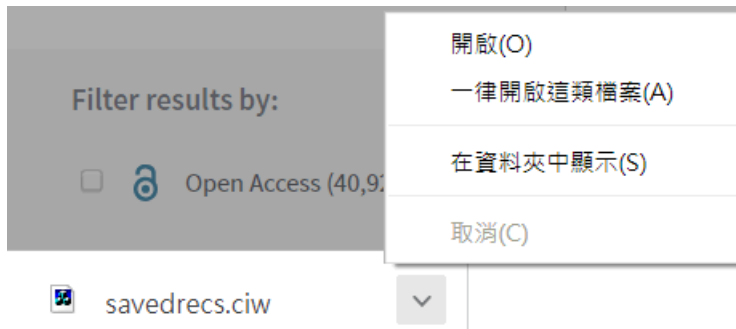 開啟(O)
一律開啟這類檔案(A)
Filter results by:
在資料夾中顯示(S)
Open Access (40,92
取消(C)
savedrecs.ciw